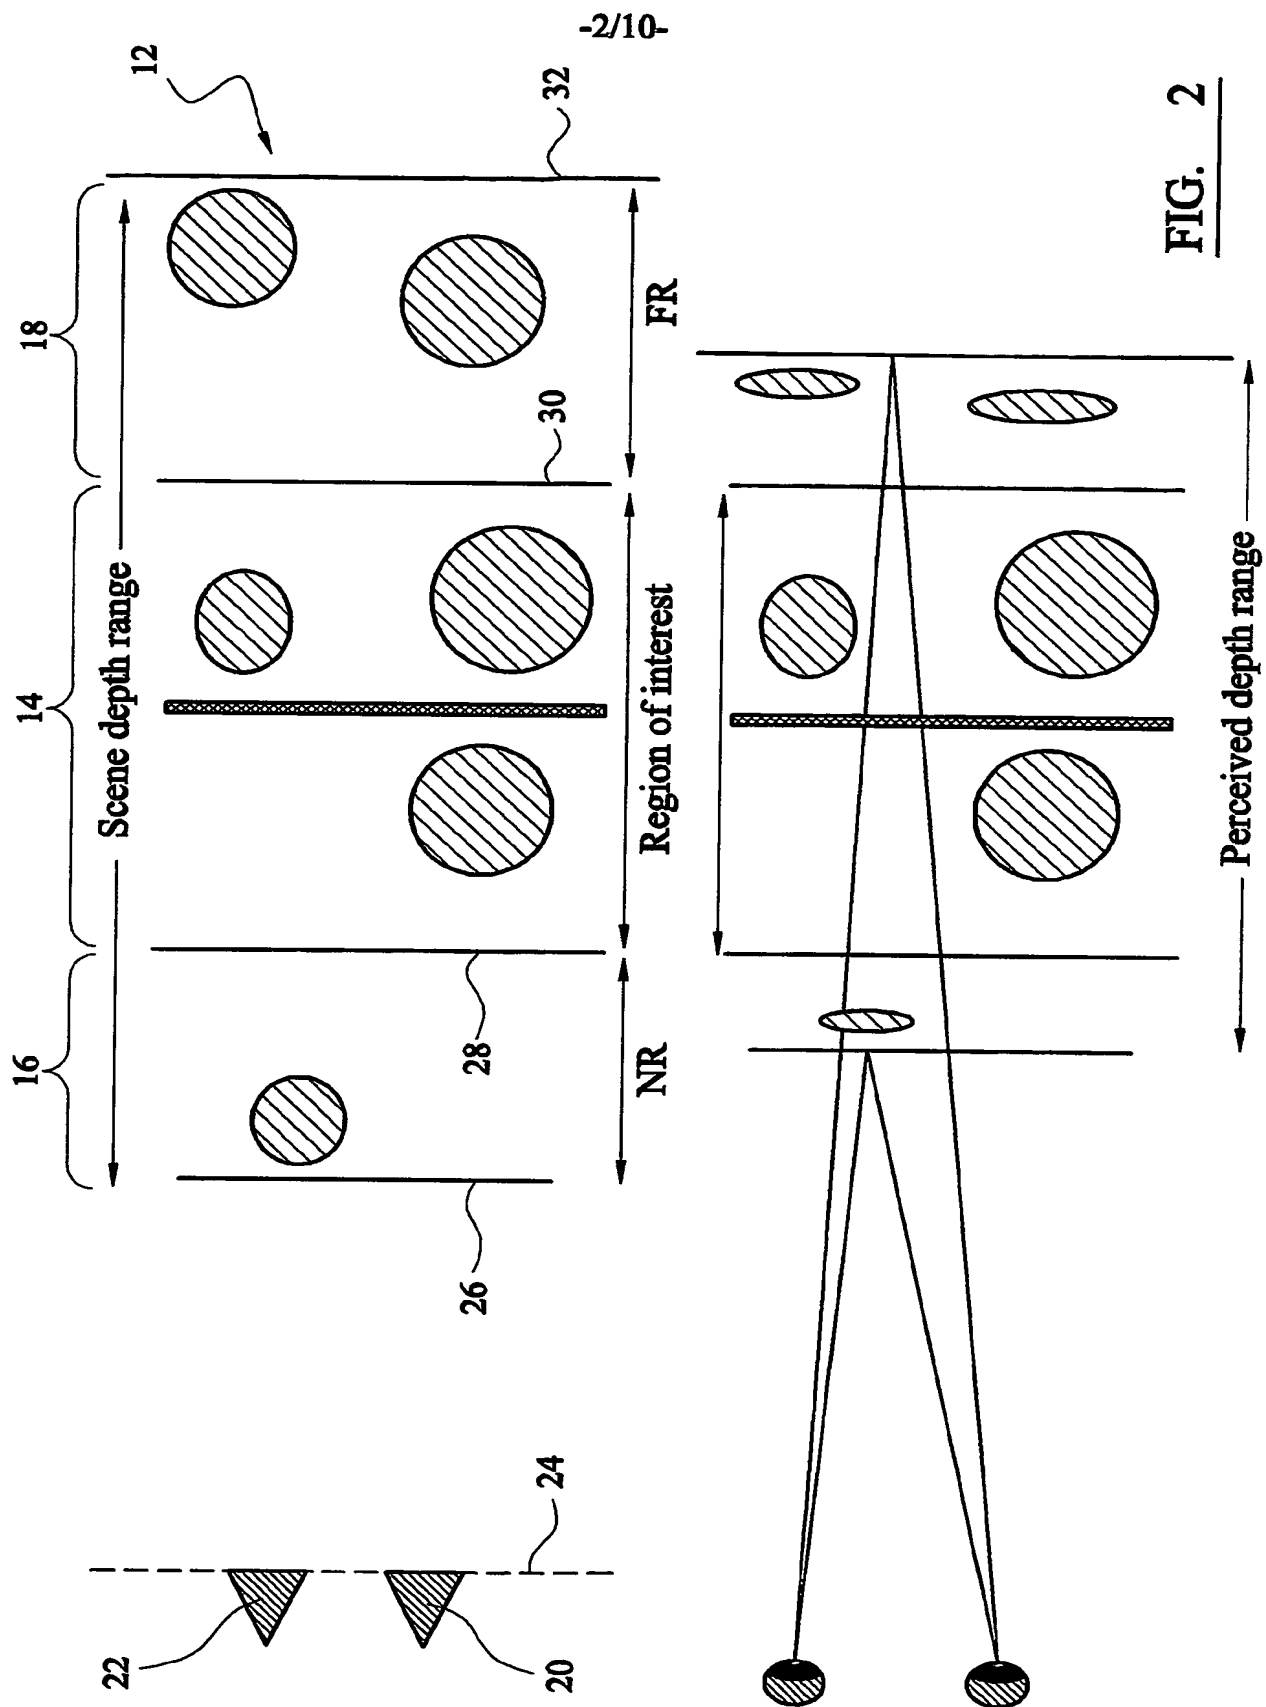 -2/10-
16
14
18
12
Scene depth range
22
20
24
26
28
30
32
NR
Region of interest
FR
Perceived depth range
FIG. 2